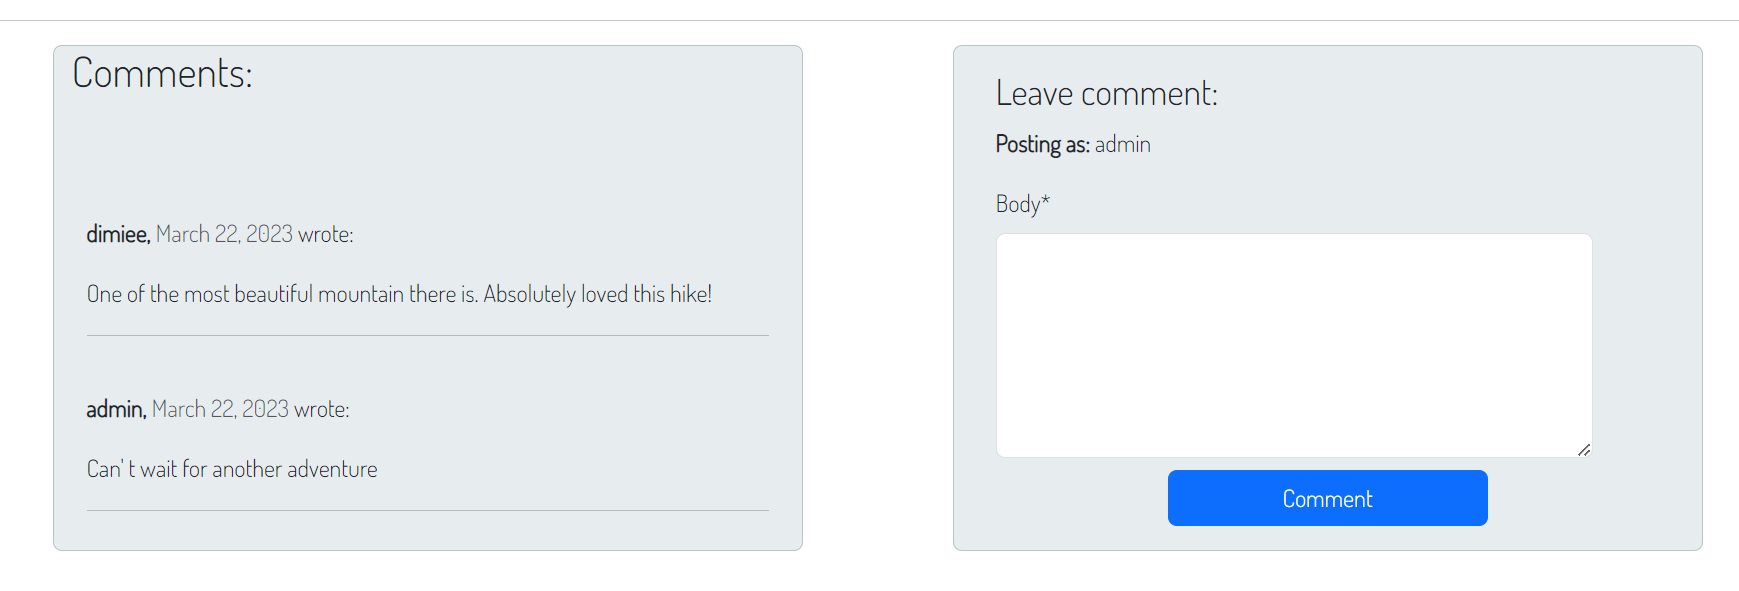 Comments:
dimiee, March 22, 2023 wrote:
One of the most beautiful mountain there is. Absolutely loved this hike!
admin, March 22, 2023 wrote:
Can' t wait for another adventure
Leave comment:
Posting as: admin
Body*
Comment